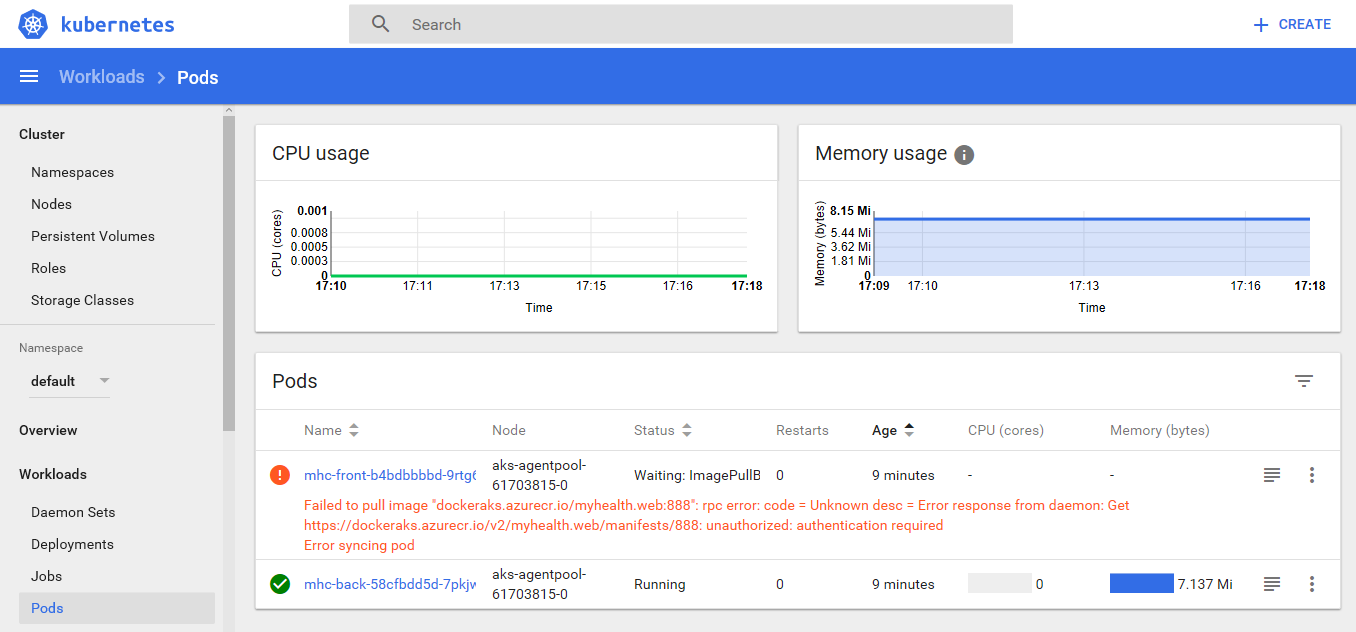 kubernetes
Search
CREATE
Workloads > Pods
Cluster
Namespaces
Nodes
Persistent Volumes
Roles
Storage Classes
Namespace
default
Overview
Workloads
Daemon Sets
Deployments
Jobs
Pods
CPU usage
CPU (cores)
0.001
0.0008
0.0005
0.0003
0
17:10 17:11 17:13 17:15 17:16 17:18
Time
Memory usage
Memory (bytes)
8.15 Mi
5.44 Mi
3.62 Mi
1.81 Mi
0
17:09 17:10 17:13 17:16 17:18
Time
Pods
Name Node Status Restarts Age CPU (cores) Memory (bytes)
mhc-front-b4bdbbbbd-9rtg6 aks-agentpool-61703815-0 Waiting: ImagePullB 0 9 minutes - -
Failed to pull image "dockeraks.azurecr.io/myhealth.web:888": rpc error: code = Unknown desc = Error response from daemon: Get
https://dockeraks.azurecr.io/v2/myhealth.web/manifests/888: unauthorized: authentication required
Error syncing pod
mhc-back-58cfbdd5d-7pkjw aks-agentpool-61703815-0 Running 0 9 minutes 0 7.137 Mi